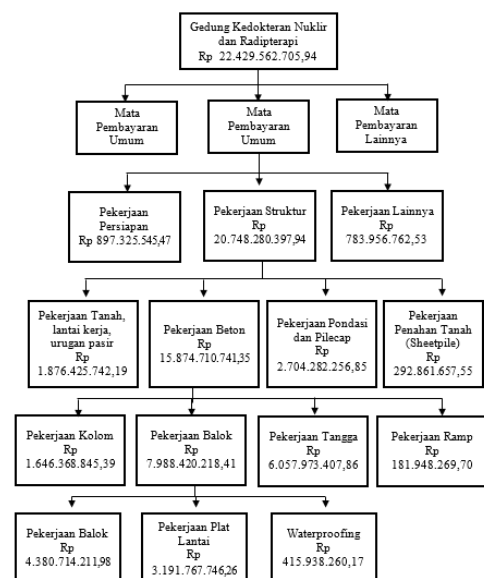 Gedung Kedokteran Nuklir
dan Radipterapi
Rp 22.429.562.705,94
Mata
Pembayaran
Umum
Mata
Pembayaran
Umum
Mata
Pembayaran
Lainnya
Pekerjaan
Persiapan
Rp 897.325.545,47
Pekerjaan Struktur
Rp
20.748.280.397,94
Pekerjaan Lainnya
Rp
783.956.762,53
Pekerjaan Tanah,
lantai kerja,
urugan pasir
Rp
1.876.425.742,19
Pekerjaan Beton
Rp
15.874.710.741,35
Pekerjaan Pondasi
dan Pilecap
Rp
2.704.282.256,85
Pekerjaan
Penahan Tanah
(Sheetpile)
Rp
292.861.657,55
Pekerjaan Kolom
Rp
1.646.368.845,39
Pekerjaan Balok
Rp
7.988.420.218,41
Pekerjaan Tangga
Rp
6.057.973.407,86
Pekerjaan Ramp
Rp
181.948.269,70
Pekerjaan Balok
Rp
4.380.714.211,98
Pekerjaan Plat
Lantai
Rp
3.191.767.746,26
Waterproofing
Rp
415.938.260,17